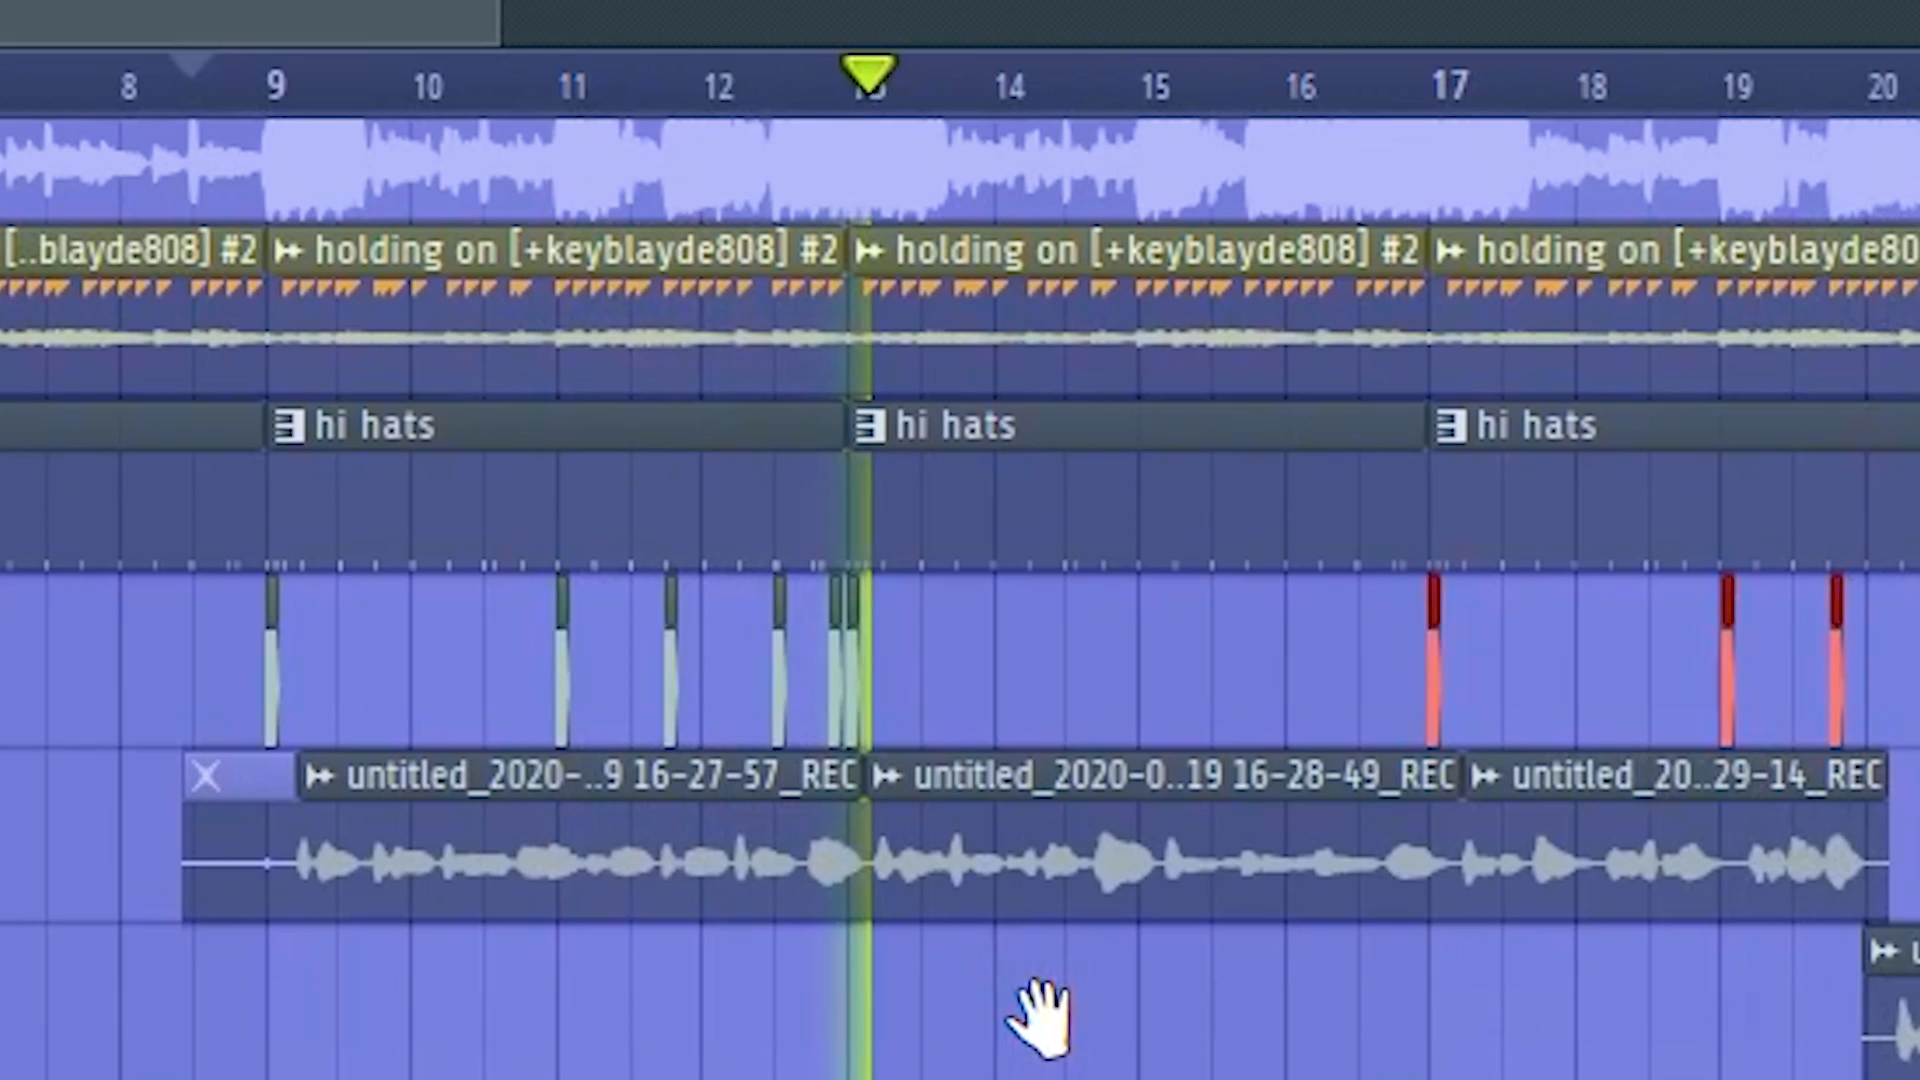 8 9 10 11 12 13 14 15 16 17 18 19 20
[..blayde808] #2 holding on [+keyblayde808] #2 holding on [+keyblayde808] #2 holding on [+keyblayde80
hi hats hi hats hi hats
untitled_2020-..9 16-27-57_REC untitled_2020-0..19 16-28-49_REC untitled_20..29-14_REC